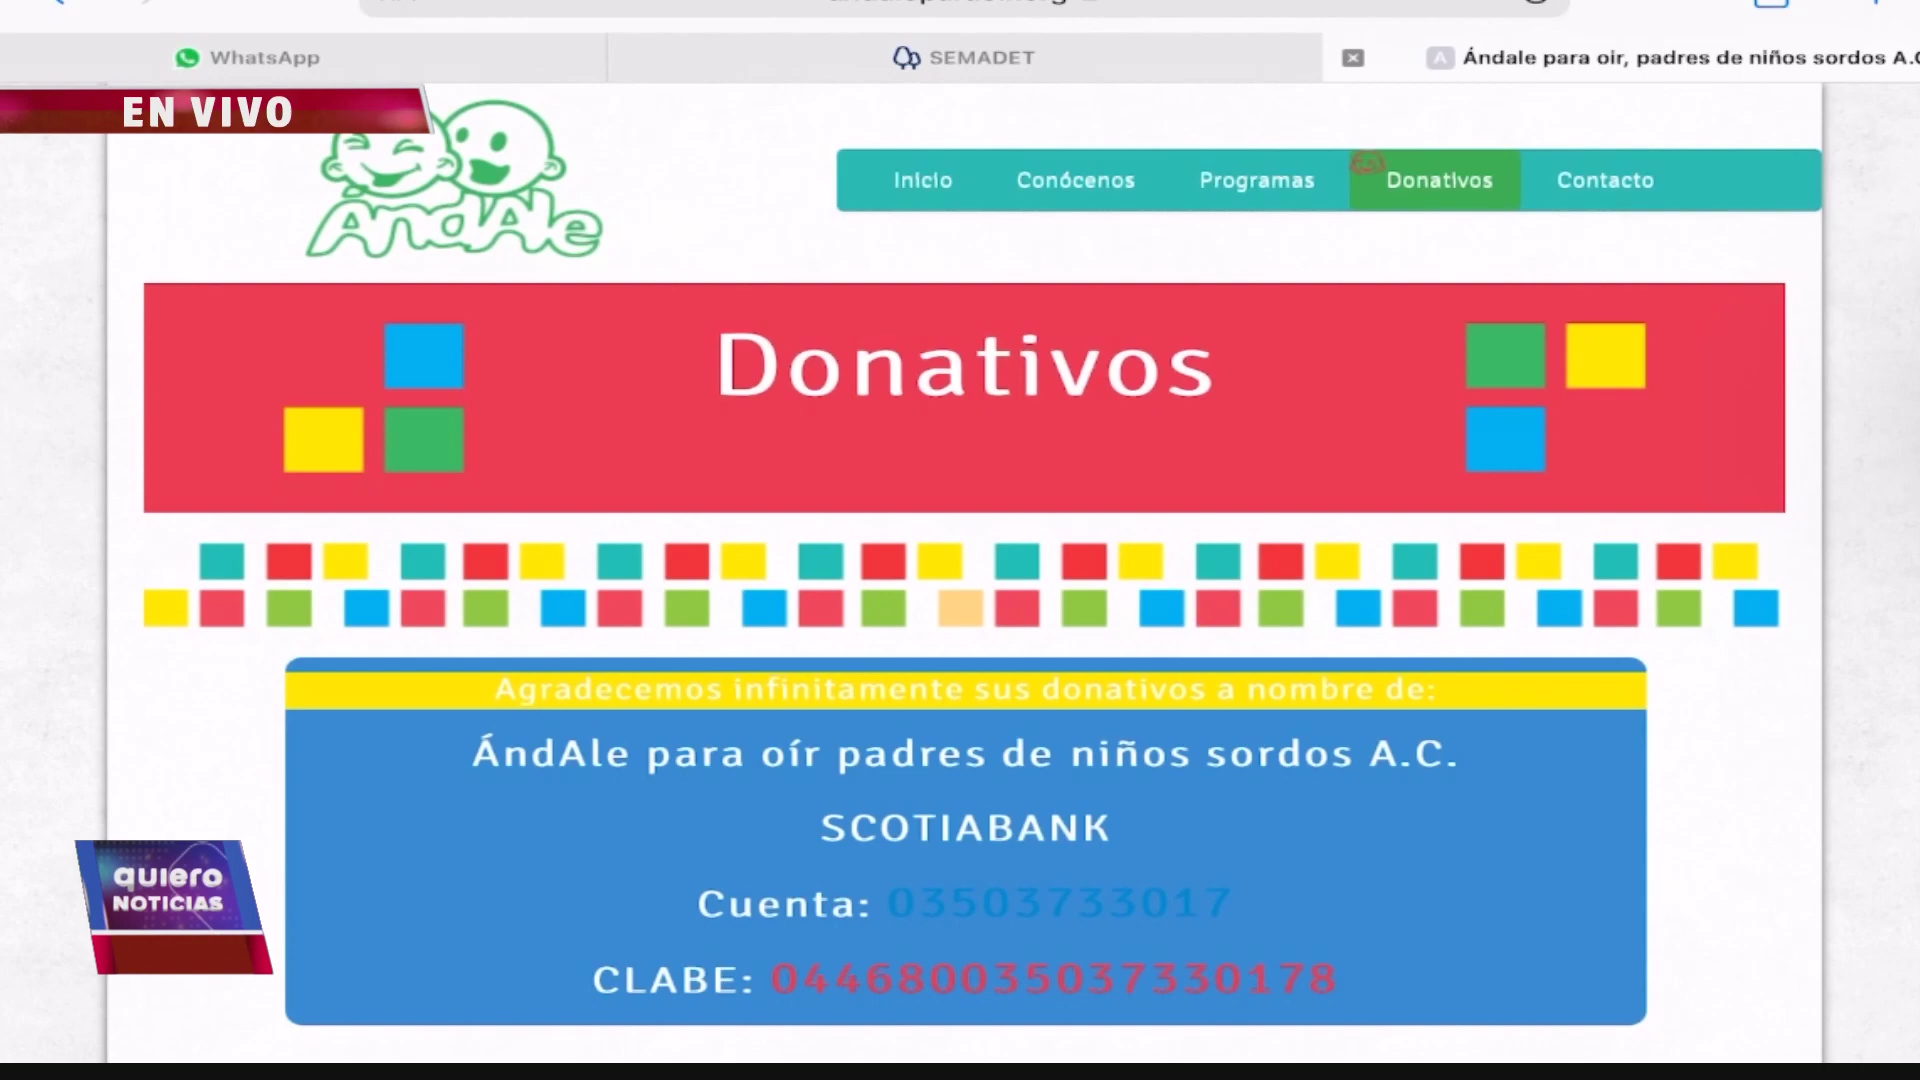 WhatsApp
SEMADET
Ándale para oir, padres de niños sordos A.C
EN VIVO
ÁndAle
Inicio
Conócenos
Programas
Donativos
Contacto
Donativos
Agradecemos infinitamente sus donativos a nombre de:
ÁndAle para oír padres de niños sordos A.C.
SCOTIABANK
Cuenta: 03503733017
CLABE: 044680035037330178
quiero
NOTICIAS